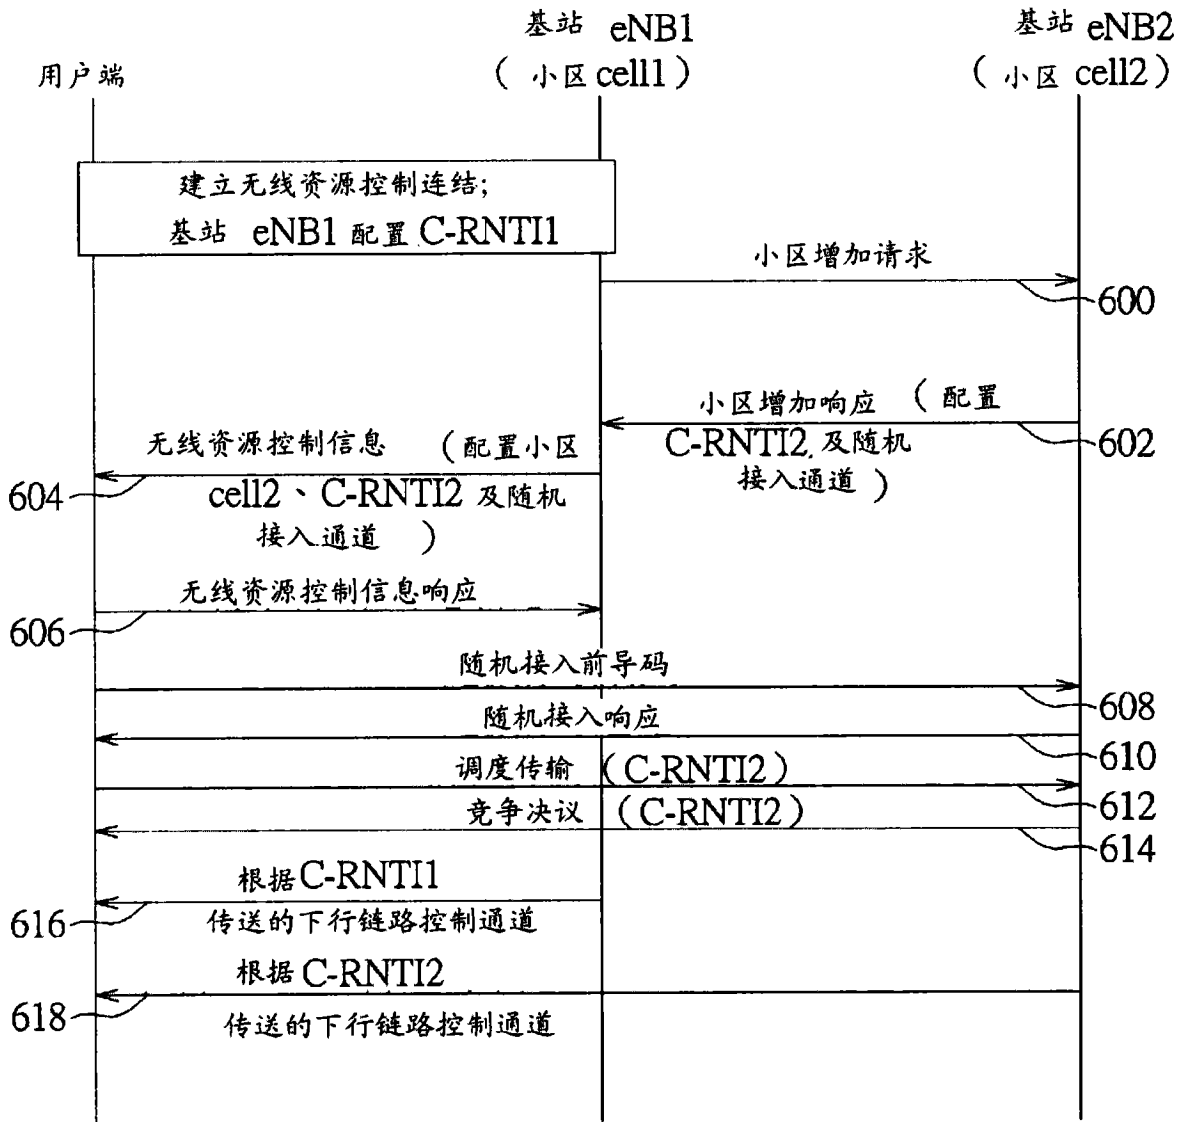 用户端
基站 eNB1
( 小区 cell1)
基站 eNB2
( 小区 cell2)
建立无线资源控制连结;
基站 eNB1 配置 C-RNTI1
小区增加请求
600
小区增加响应 ( 配置
C-RNTI2 及随机
接入通道 )
602
无线资源控制信息 (配置小区
cell2、C-RNTI2 及随机
接入通道 )
604
无线资源控制信息响应
606
随机接入前导码
608
随机接入响应
610
调度传输 (C-RNTI2)
612
竞争决议 (C-RNTI2)
614
根据C-RNTI1
传送的下行链路控制通道
616
根据C-RNTI2
传送的下行链路控制通道
618